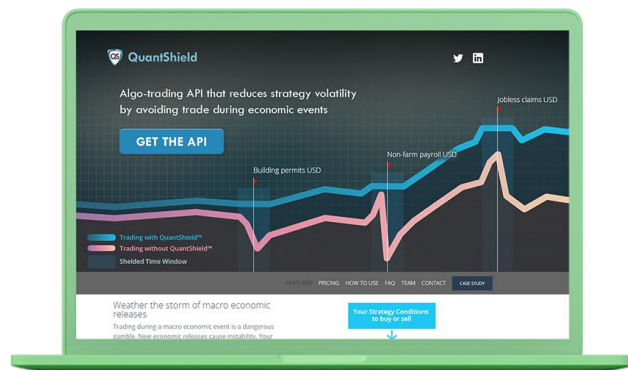 QS QuantShield
Algo-trading API that reduces strategy volatility
by avoiding trade during economic events
GET THE API
Jobless claims USD
Non-farm payroll USD
Building permits USD
Trading with QuantShield™
Trading without QuantShield™
Shelded Time Window
FEATURES PRICING HOW TO USE FAQ TEAM CONTACT CASE STUDY
Weather the storm of macro economic
releases
Trading during a macro economic event is a dangerous
gamble. New economic releases cause instability. Your
Your Strategy Conditions
to buy or sell